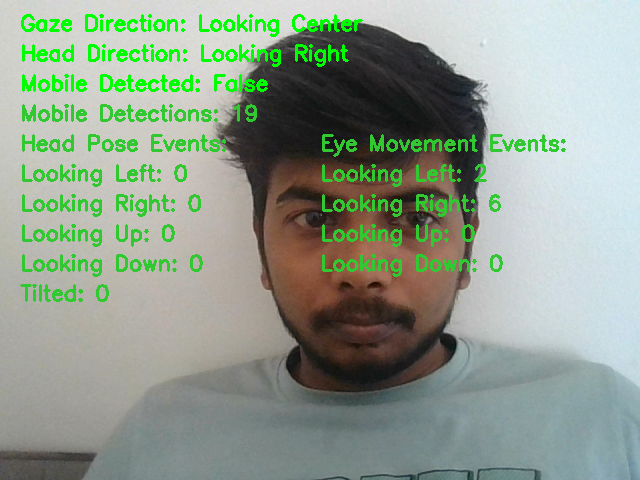 Gaze Direction: Looking Center
Head Direction: Looking Right
Mobile Detected: False
Mobile Detections: 19
Head Pose Events:
Looking Left: 0
Looking Right: 0
Looking Up: 0
Looking Down: 0
Tilted: 0
Eye Movement Events:
Looking Left: 2
Looking Right: 6
Looking Up: 0
Looking Down: 0